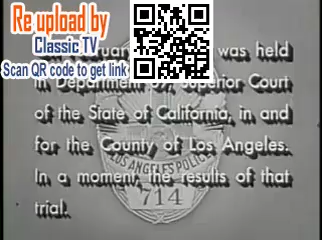 Re upload by
Classic TV
Scan QR code to get link
was held
in Department 97, Superior Court
of the State of California, in and
for the County of Los Angeles.
In a moment, the results of that
trial.
LOS ANGELES POLICE
714